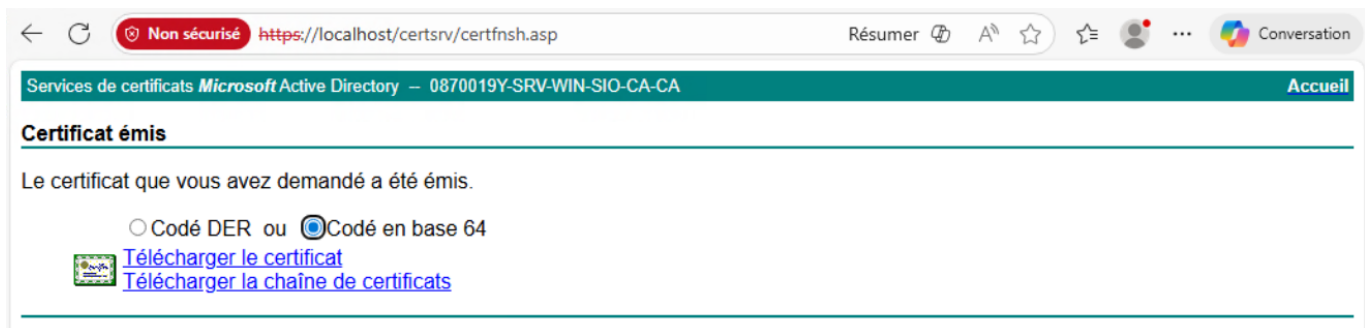 Non sécurisé https://localhost/certsrv/certfnsh.asp Résumer Conversation
Services de certificats Microsoft Active Directory -- 0870019Y-SRV-WIN-SIO-CA-CA Accueil
Certificat émis
Le certificat que vous avez demandé a été émis.
Codé DER ou Codé en base 64
Télécharger le certificat
Télécharger la chaîne de certificats